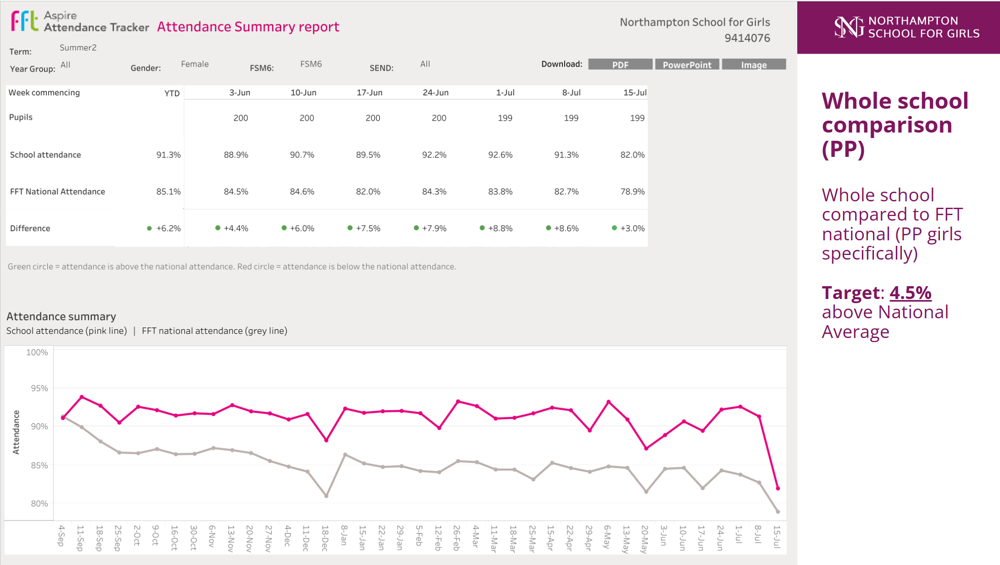 fft Aspire
Attendance Tracker Attendance Summary report
Northampton School for Girls
9414076
Term: Summer2
Year Group: All Gender: Female FSM6: FSM6 SEND: All Download: PDF PowerPoint Image
Week commencing YTD 3-Jun 10-Jun 17-Jun 24-Jun 1-Jul 8-Jul 15-Jul
Pupils 200 200 200 200 199 199 199
School attendance 91.3% 88.9% 90.7% 89.5% 92.2% 92.6% 91.3% 82.0%
FFT National Attendance 85.1% 84.5% 84.6% 82.0% 84.3% 83.8% 82.7% 78.9%
Difference +6.2% +4.4% +6.0% +7.5% +7.9% +8.8% +8.6% +3.0%
Green circle = attendance is above the national attendance. Red circle = attendance is below the national attendance.
Attendance summary
School attendance (pink line) | FFT national attendance (grey line)
100%
95%
90%
85%
80%
Attendance
4-Sep 11-Sep 18-Sep 25-Sep 2-Oct 9-Oct 16-Oct 30-Oct 6-Nov 13-Nov 20-Nov 27-Nov 4-Dec 11-Dec 18-Dec 8-Jan 15-Jan 22-Jan 29-Jan 5-Feb 12-Feb 26-Feb 4-Mar 11-Mar 18-Mar 25-Mar 15-Apr 22-Apr 29-Apr 6-May 13-May 20-May 3-Jun 10-Jun 17-Jun 24-Jun 1-Jul 8-Jul 15-Jul
NSG NORTHAMPTON
SCHOOL FOR GIRLS
Whole school
comparison
(PP)
Whole school
compared to FFT
national (PP girls
specifically)
Target: 4.5%
above National
Average